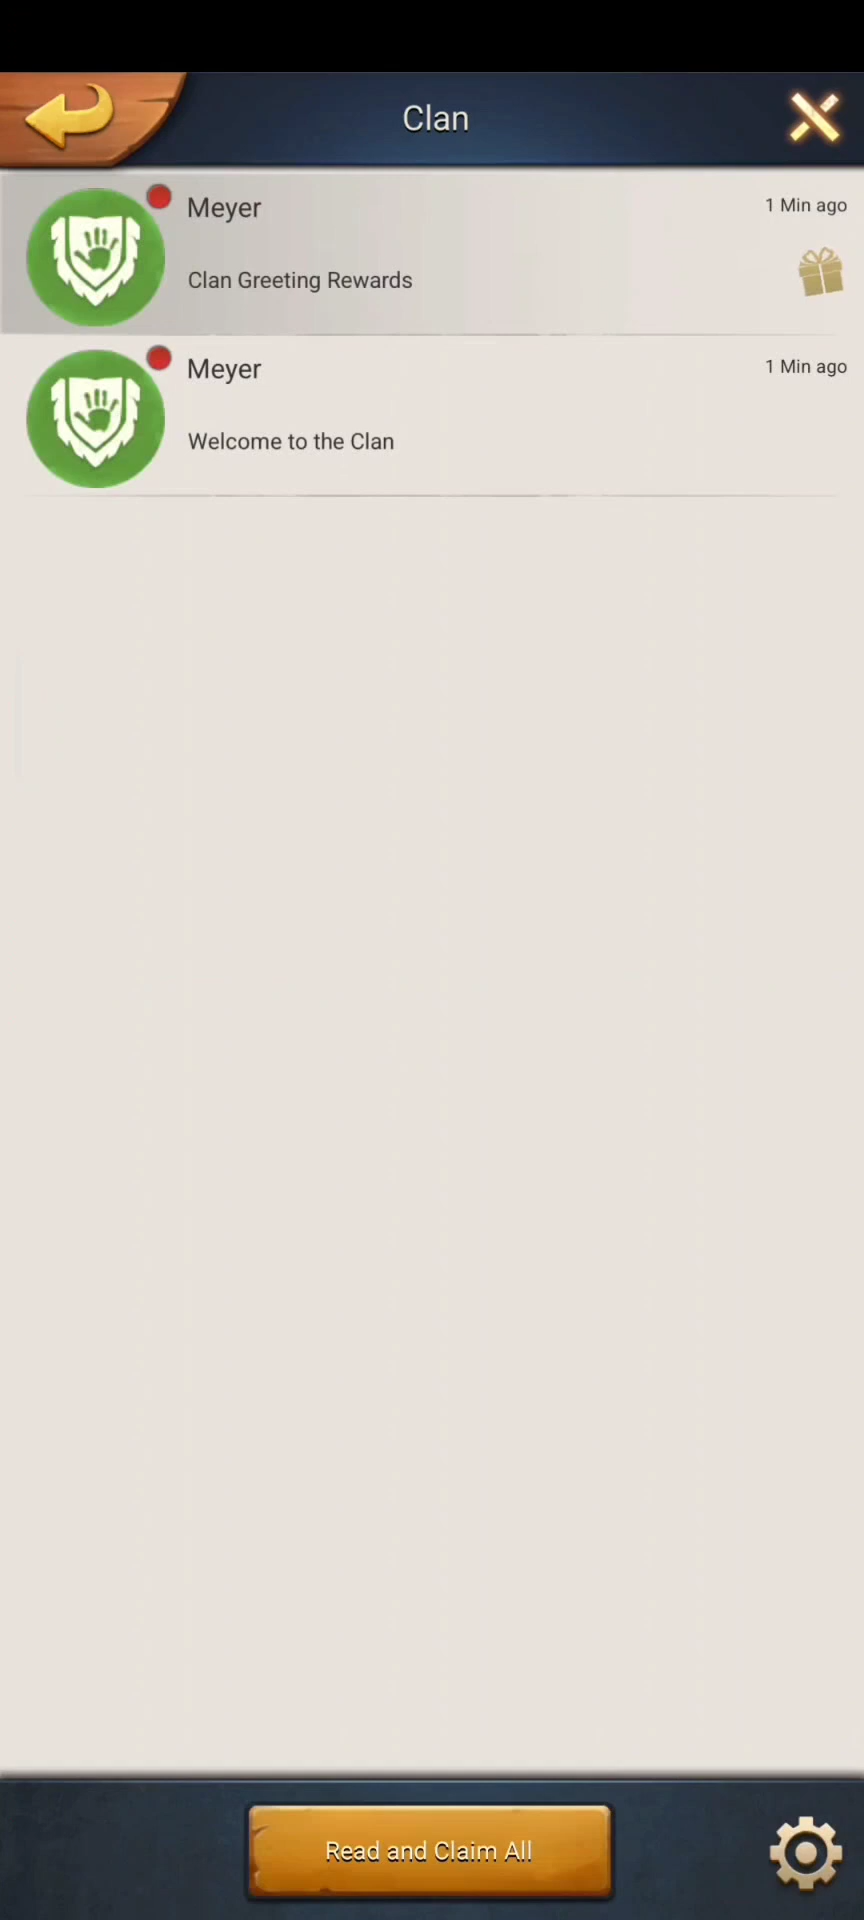 Clan
Meyer
1 Min ago
Clan Greeting Rewards
Meyer
1 Min ago
Welcome to the Clan
Read and Claim All